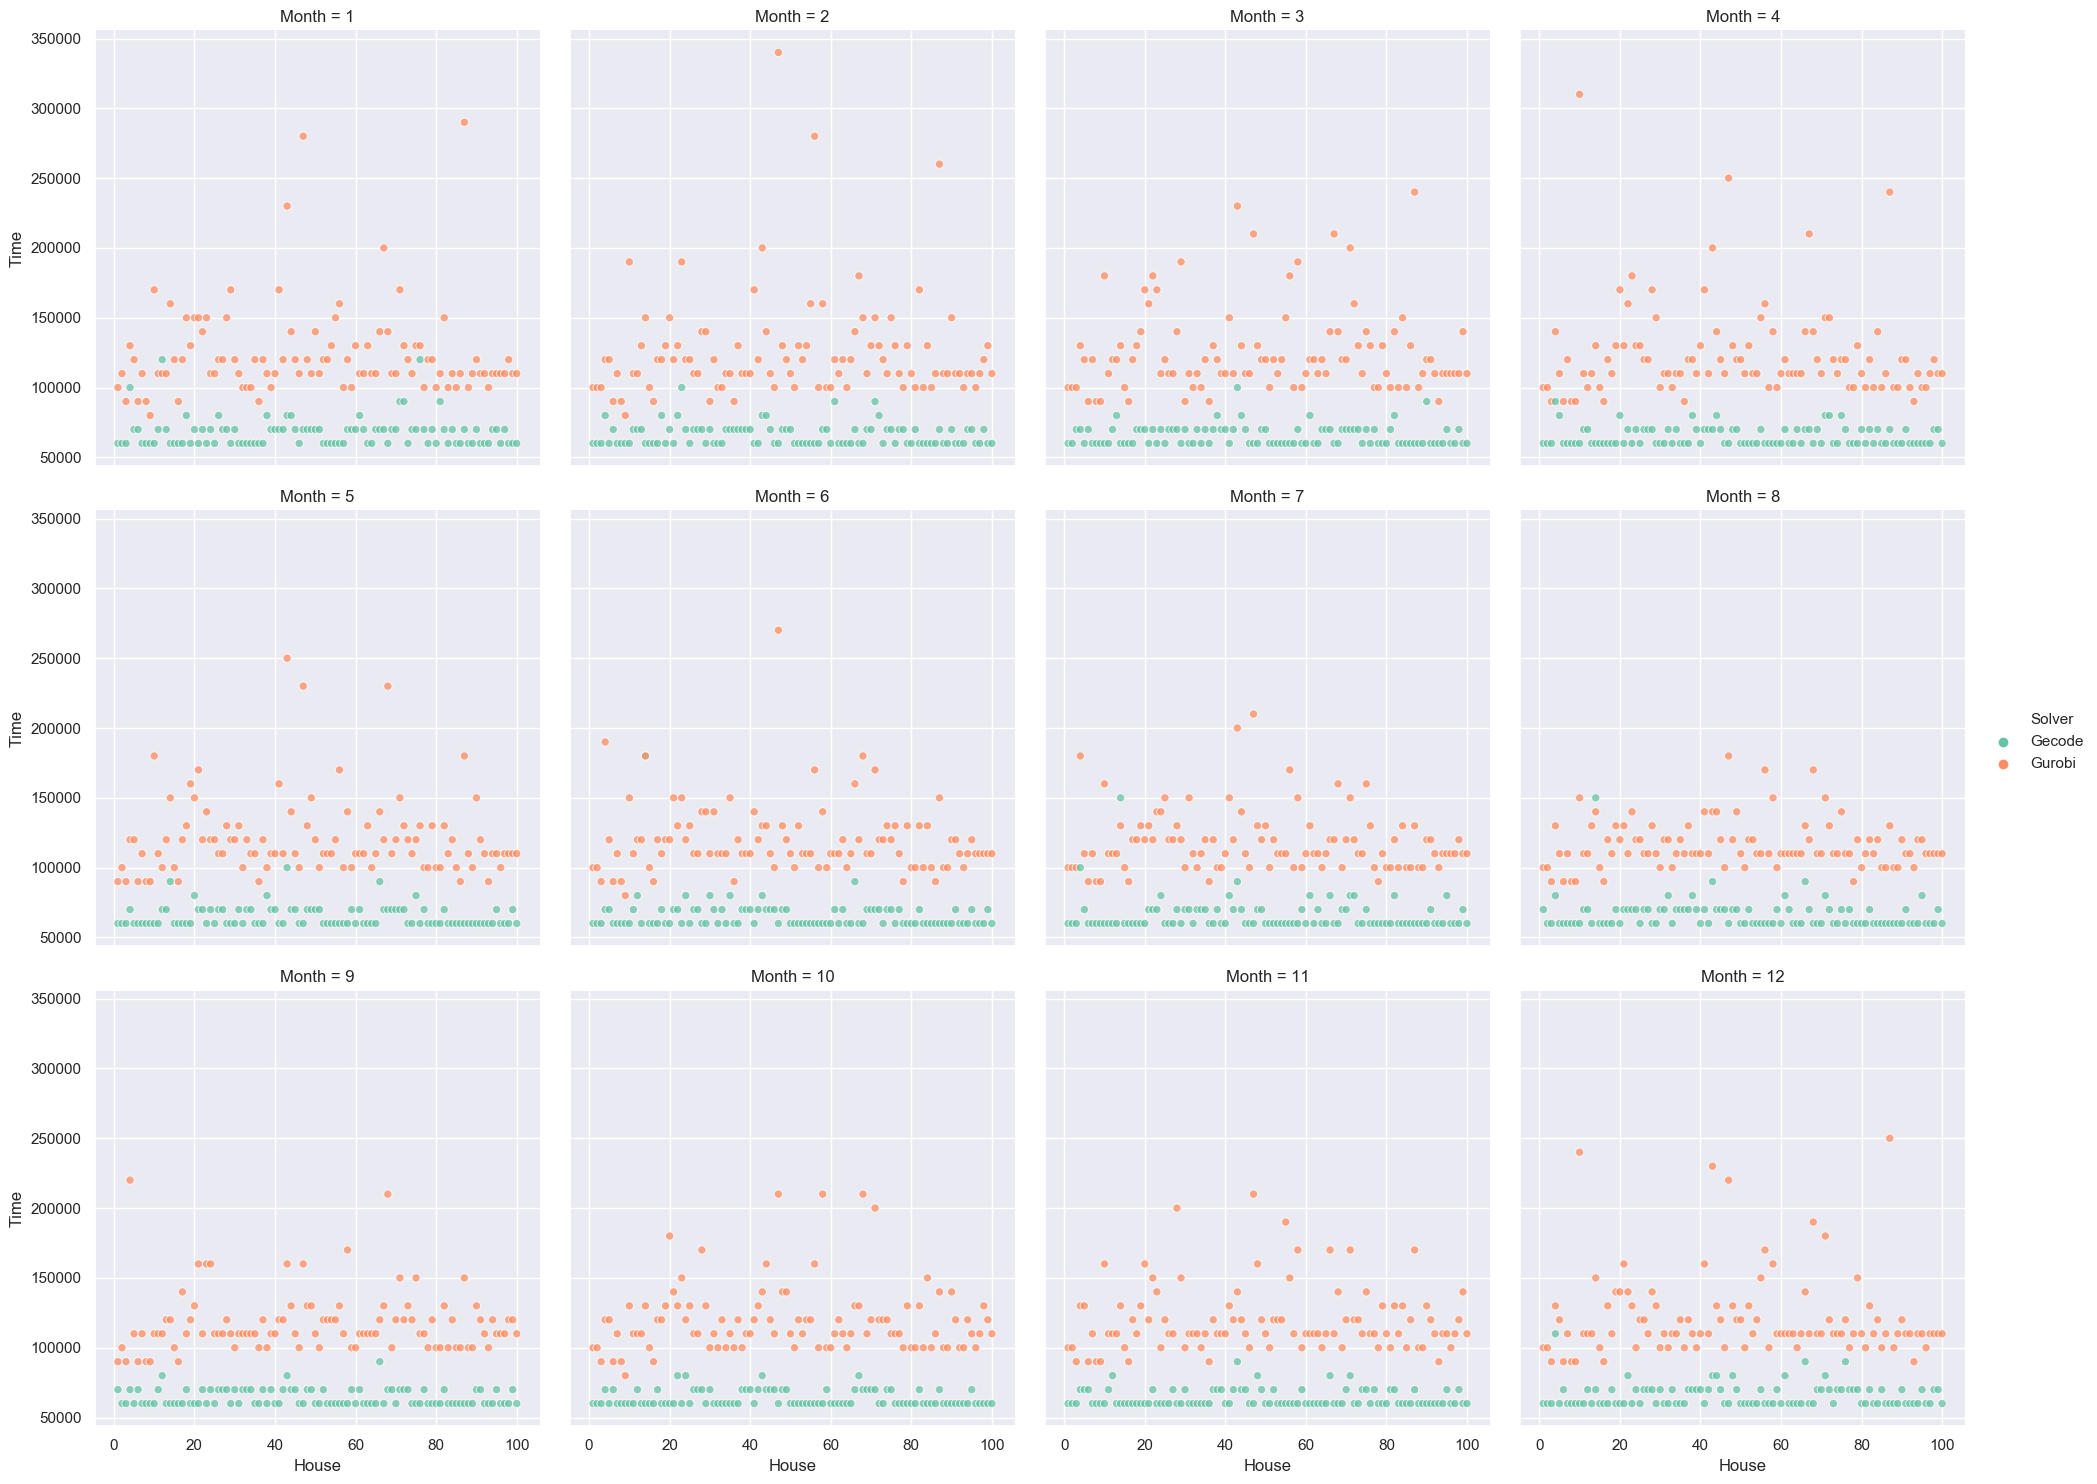 Month = 1
Month = 2
Month = 3
Month = 4
350000
300000
250000
200000
150000
100000
50000
Time
Month = 5
Month = 6
Month = 7
Month = 8
350000
300000
250000
200000
150000
100000
50000
Time
Solver
Gecode
Gurobi
Month = 9
Month = 10
Month = 11
Month = 12
350000
300000
250000
200000
150000
100000
50000
Time
0 20 40 60 80 100
0 20 40 60 80 100
0 20 40 60 80 100
0 20 40 60 80 100
House
House
House
House